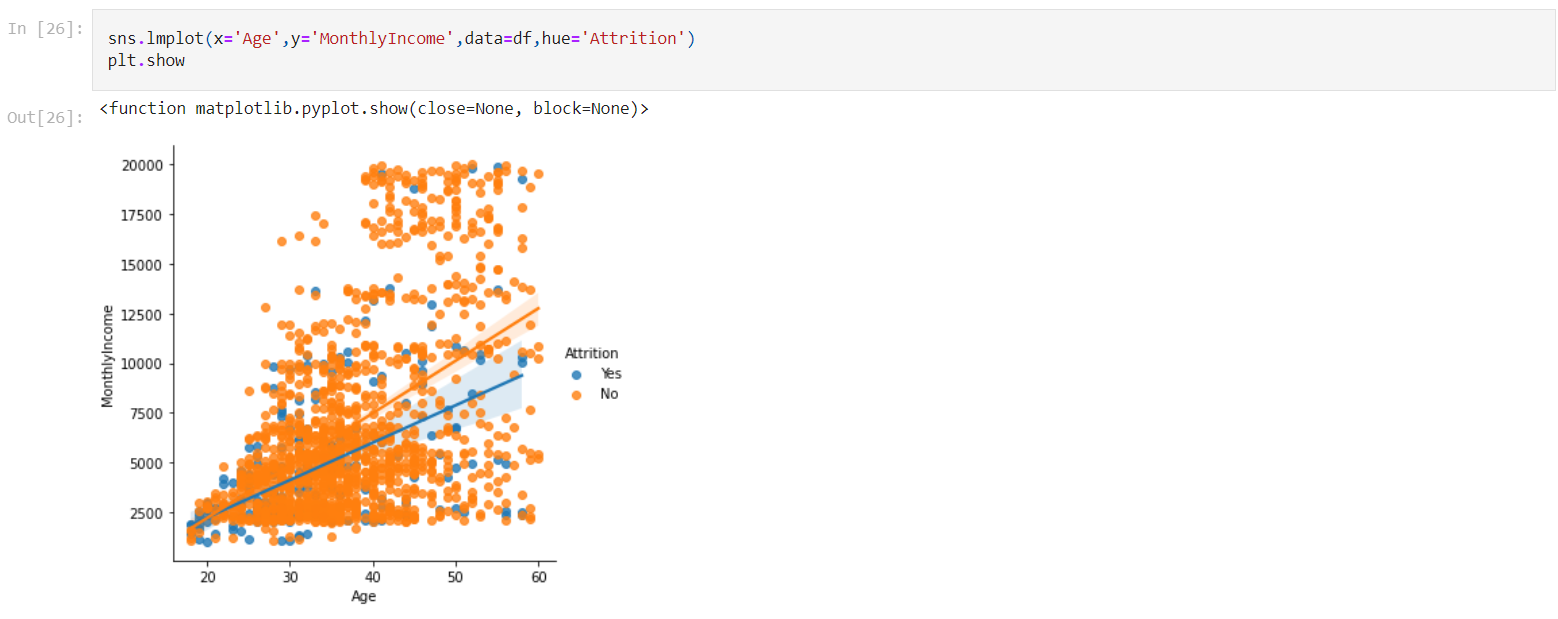 In [26]:
sns.lmplot(x='Age',y='MonthlyIncome',data=df,hue='Attrition')
plt.show
Out[26]:
<function matplotlib.pyplot.show(close=None, block=None)>
20000
17500
15000
12500
10000
7500
5000
2500
MonthlyIncome
20 30 40 50 60
Age
Attrition
Yes
No